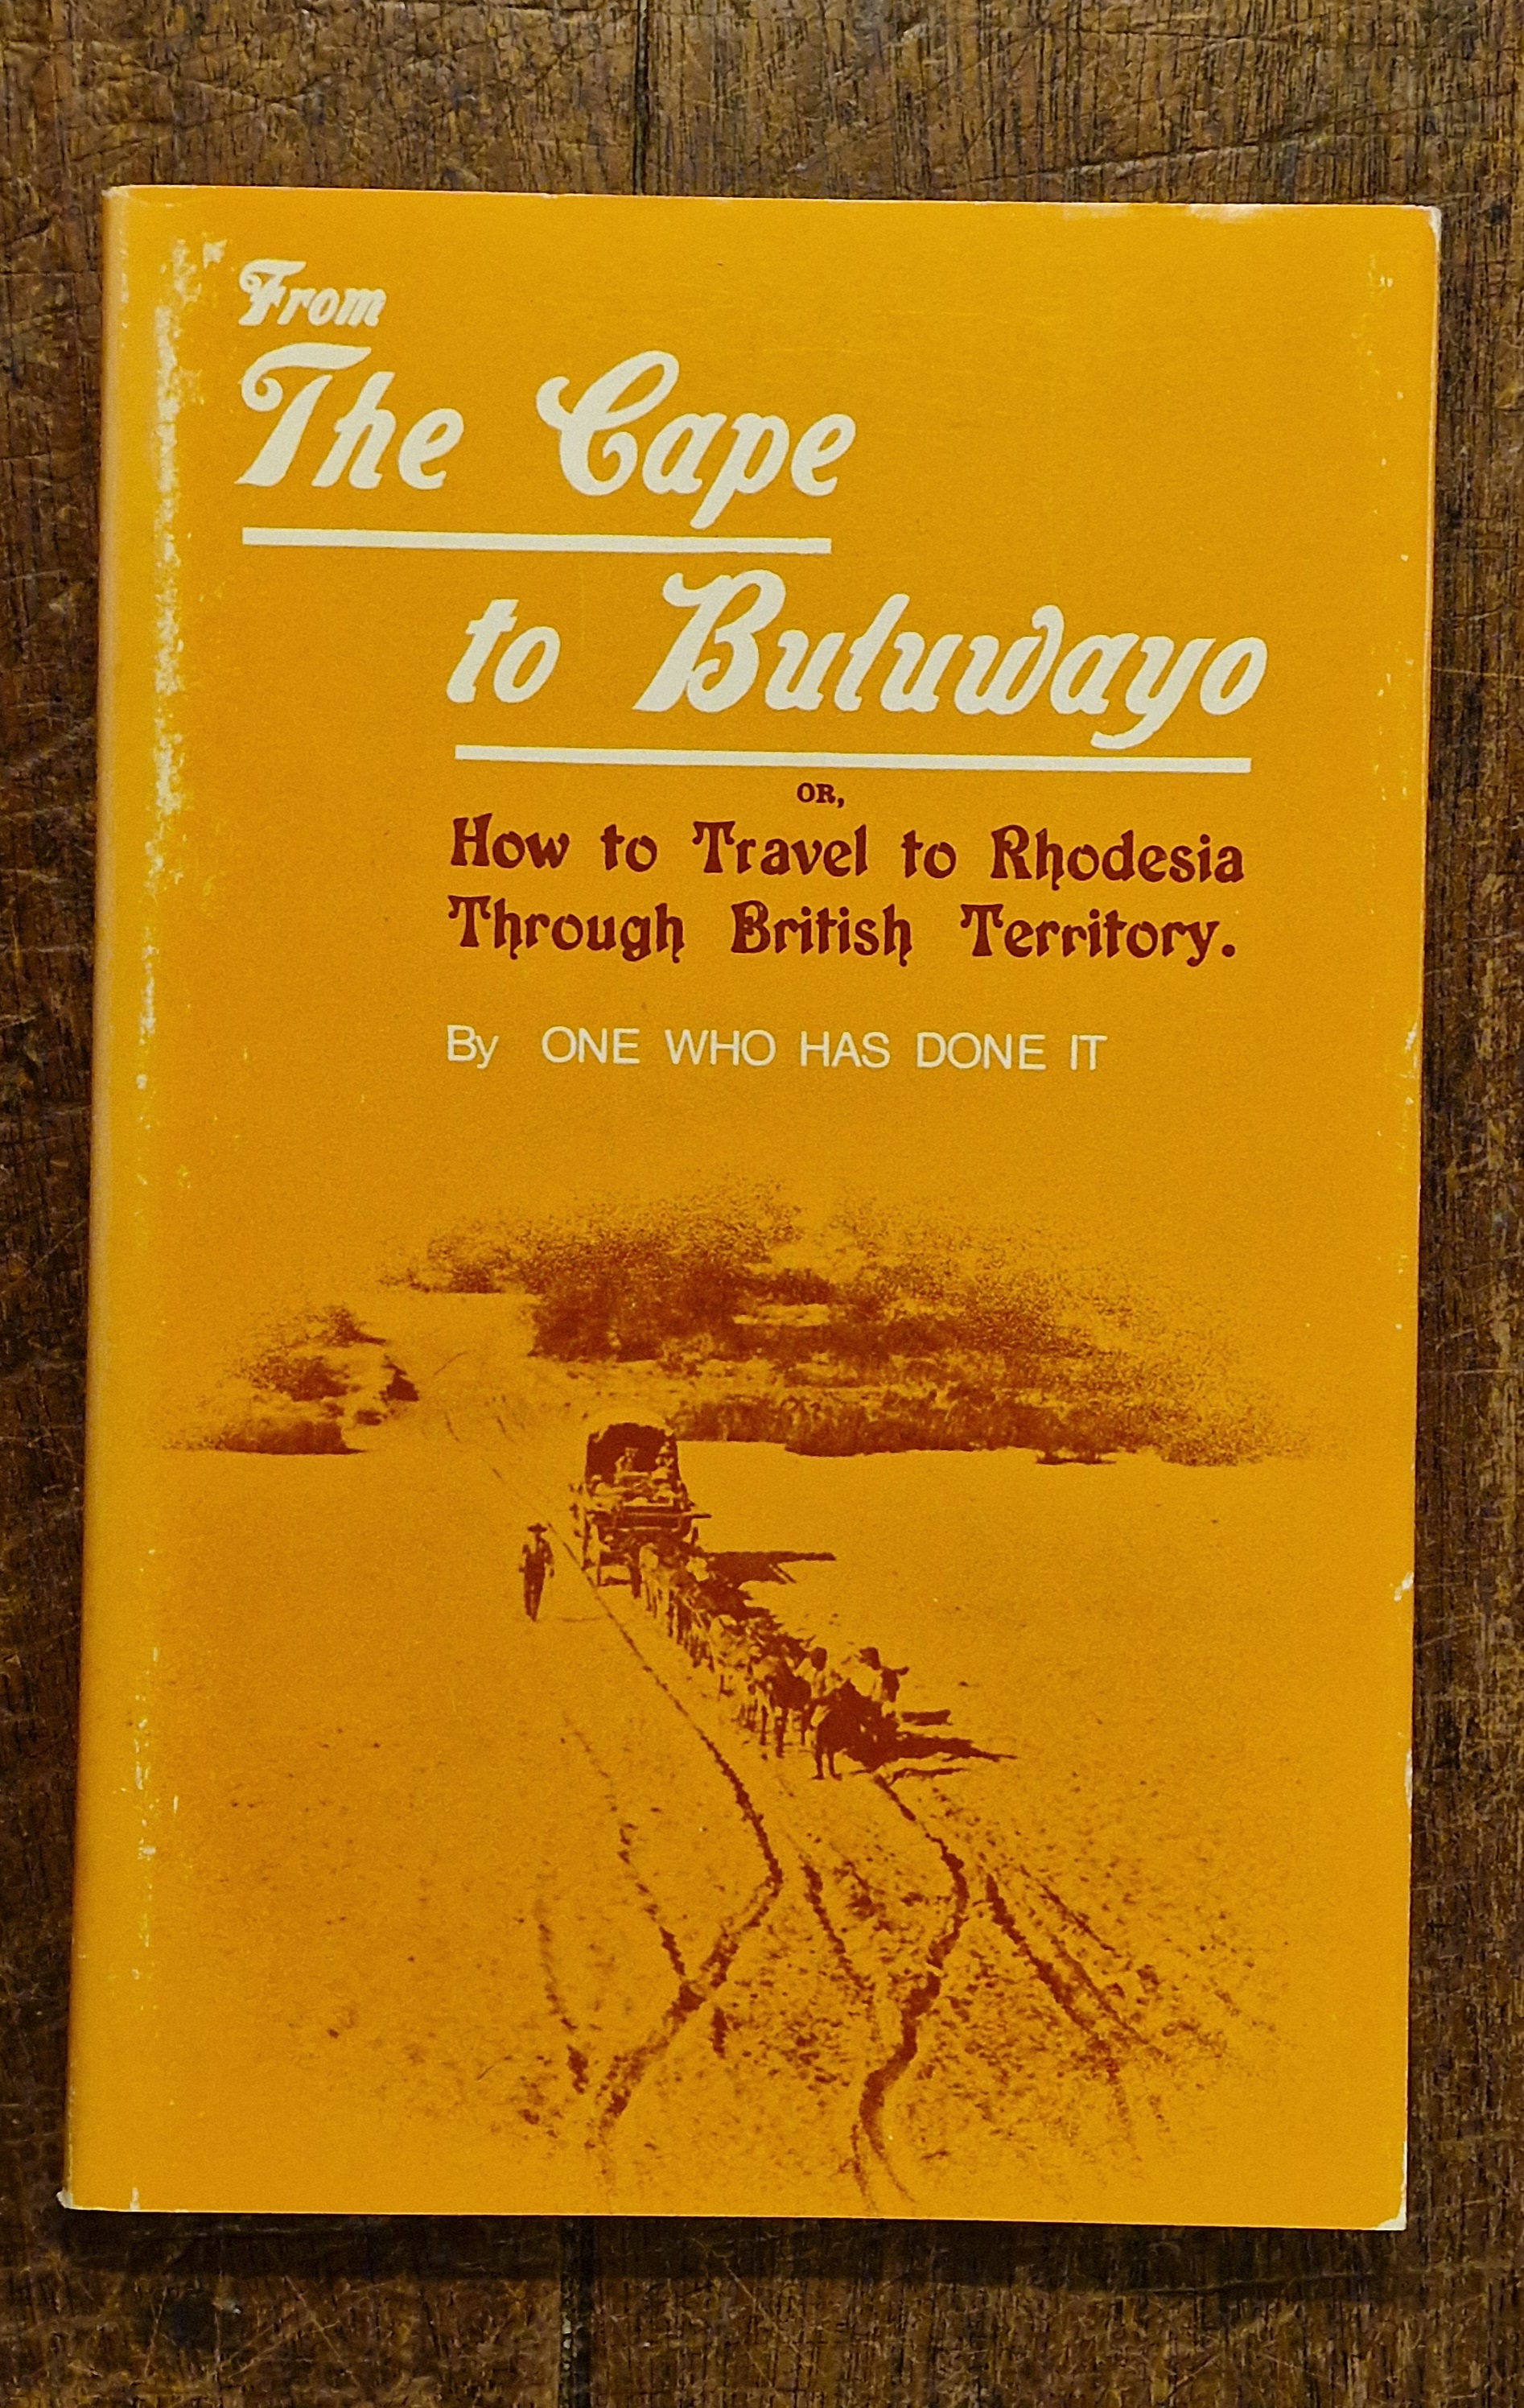 From
The Cape
to Buluwayo
OR,
How to Travel to Rhodesia
Through British Territory.
By ONE WHO HAS DONE IT